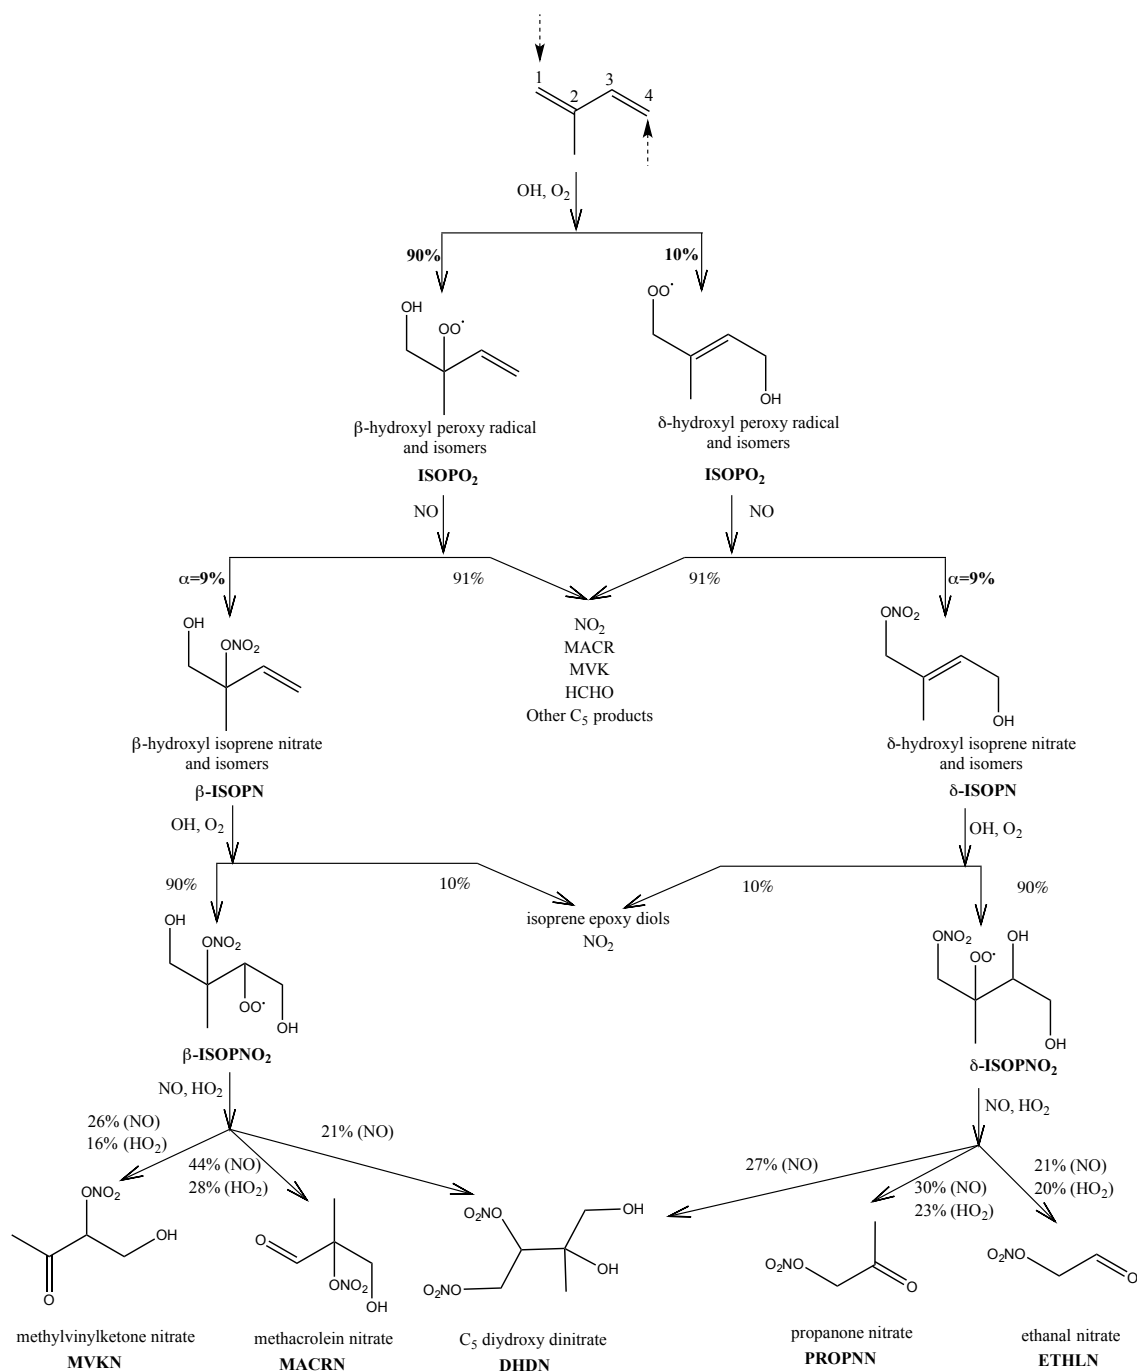 1
2
3
4
OH, O2
90%
10%
OH
OO·
OO·
OH
β-hydroxyl peroxy radical
and isomers
ISOPO2
δ-hydroxyl peroxy radical
and isomers
ISOPO2
NO
NO
α=9%
91%
91%
α=9%
NO2
MACR
MVK
HCHO
Other C5 products
OH
ONO2
ONO2
OH
β-hydroxyl isoprene nitrate
and isomers
β-ISOPN
δ-hydroxyl isoprene nitrate
and isomers
δ-ISOPN
OH, O2
OH, O2
90%
10%
10%
90%
isoprene epoxy diols
NO2
OH
ONO2
OO·
OH
β-ISOPNO2
ONO2
OH
OO·
OH
δ-ISOPNO2
NO, HO2
NO, HO2
26% (NO)
16% (HO2)
44% (NO)
28% (HO2)
21% (NO)
27% (NO)
30% (NO)
23% (HO2)
21% (NO)
20% (HO2)
ONO2
OH
O
O
ONO2
OH
O2NO
OH
O2NO
OH
O2NO
O
O2NO
O
methylvinylketone nitrate
MVKN
methacrolein nitrate
MACRN
C5 diydroxy dinitrate
DHDN
propanone nitrate
PROPNN
ethanal nitrate
ETHLN